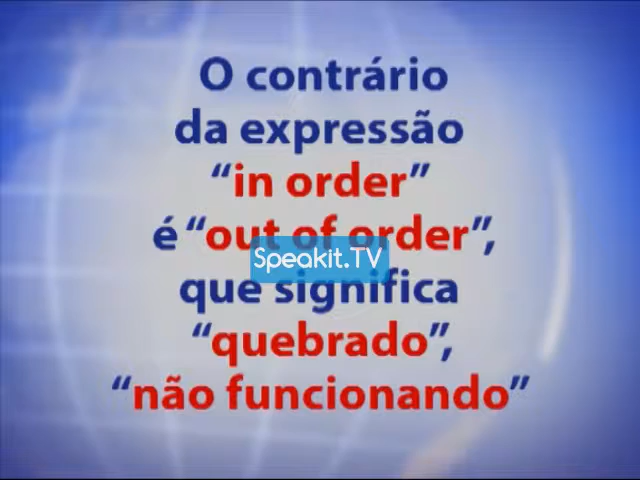 O contrário
da expressão
“in order”
é “out of order”,
Speakit.TV
que significa
“quebrado”,
“não funcionando”